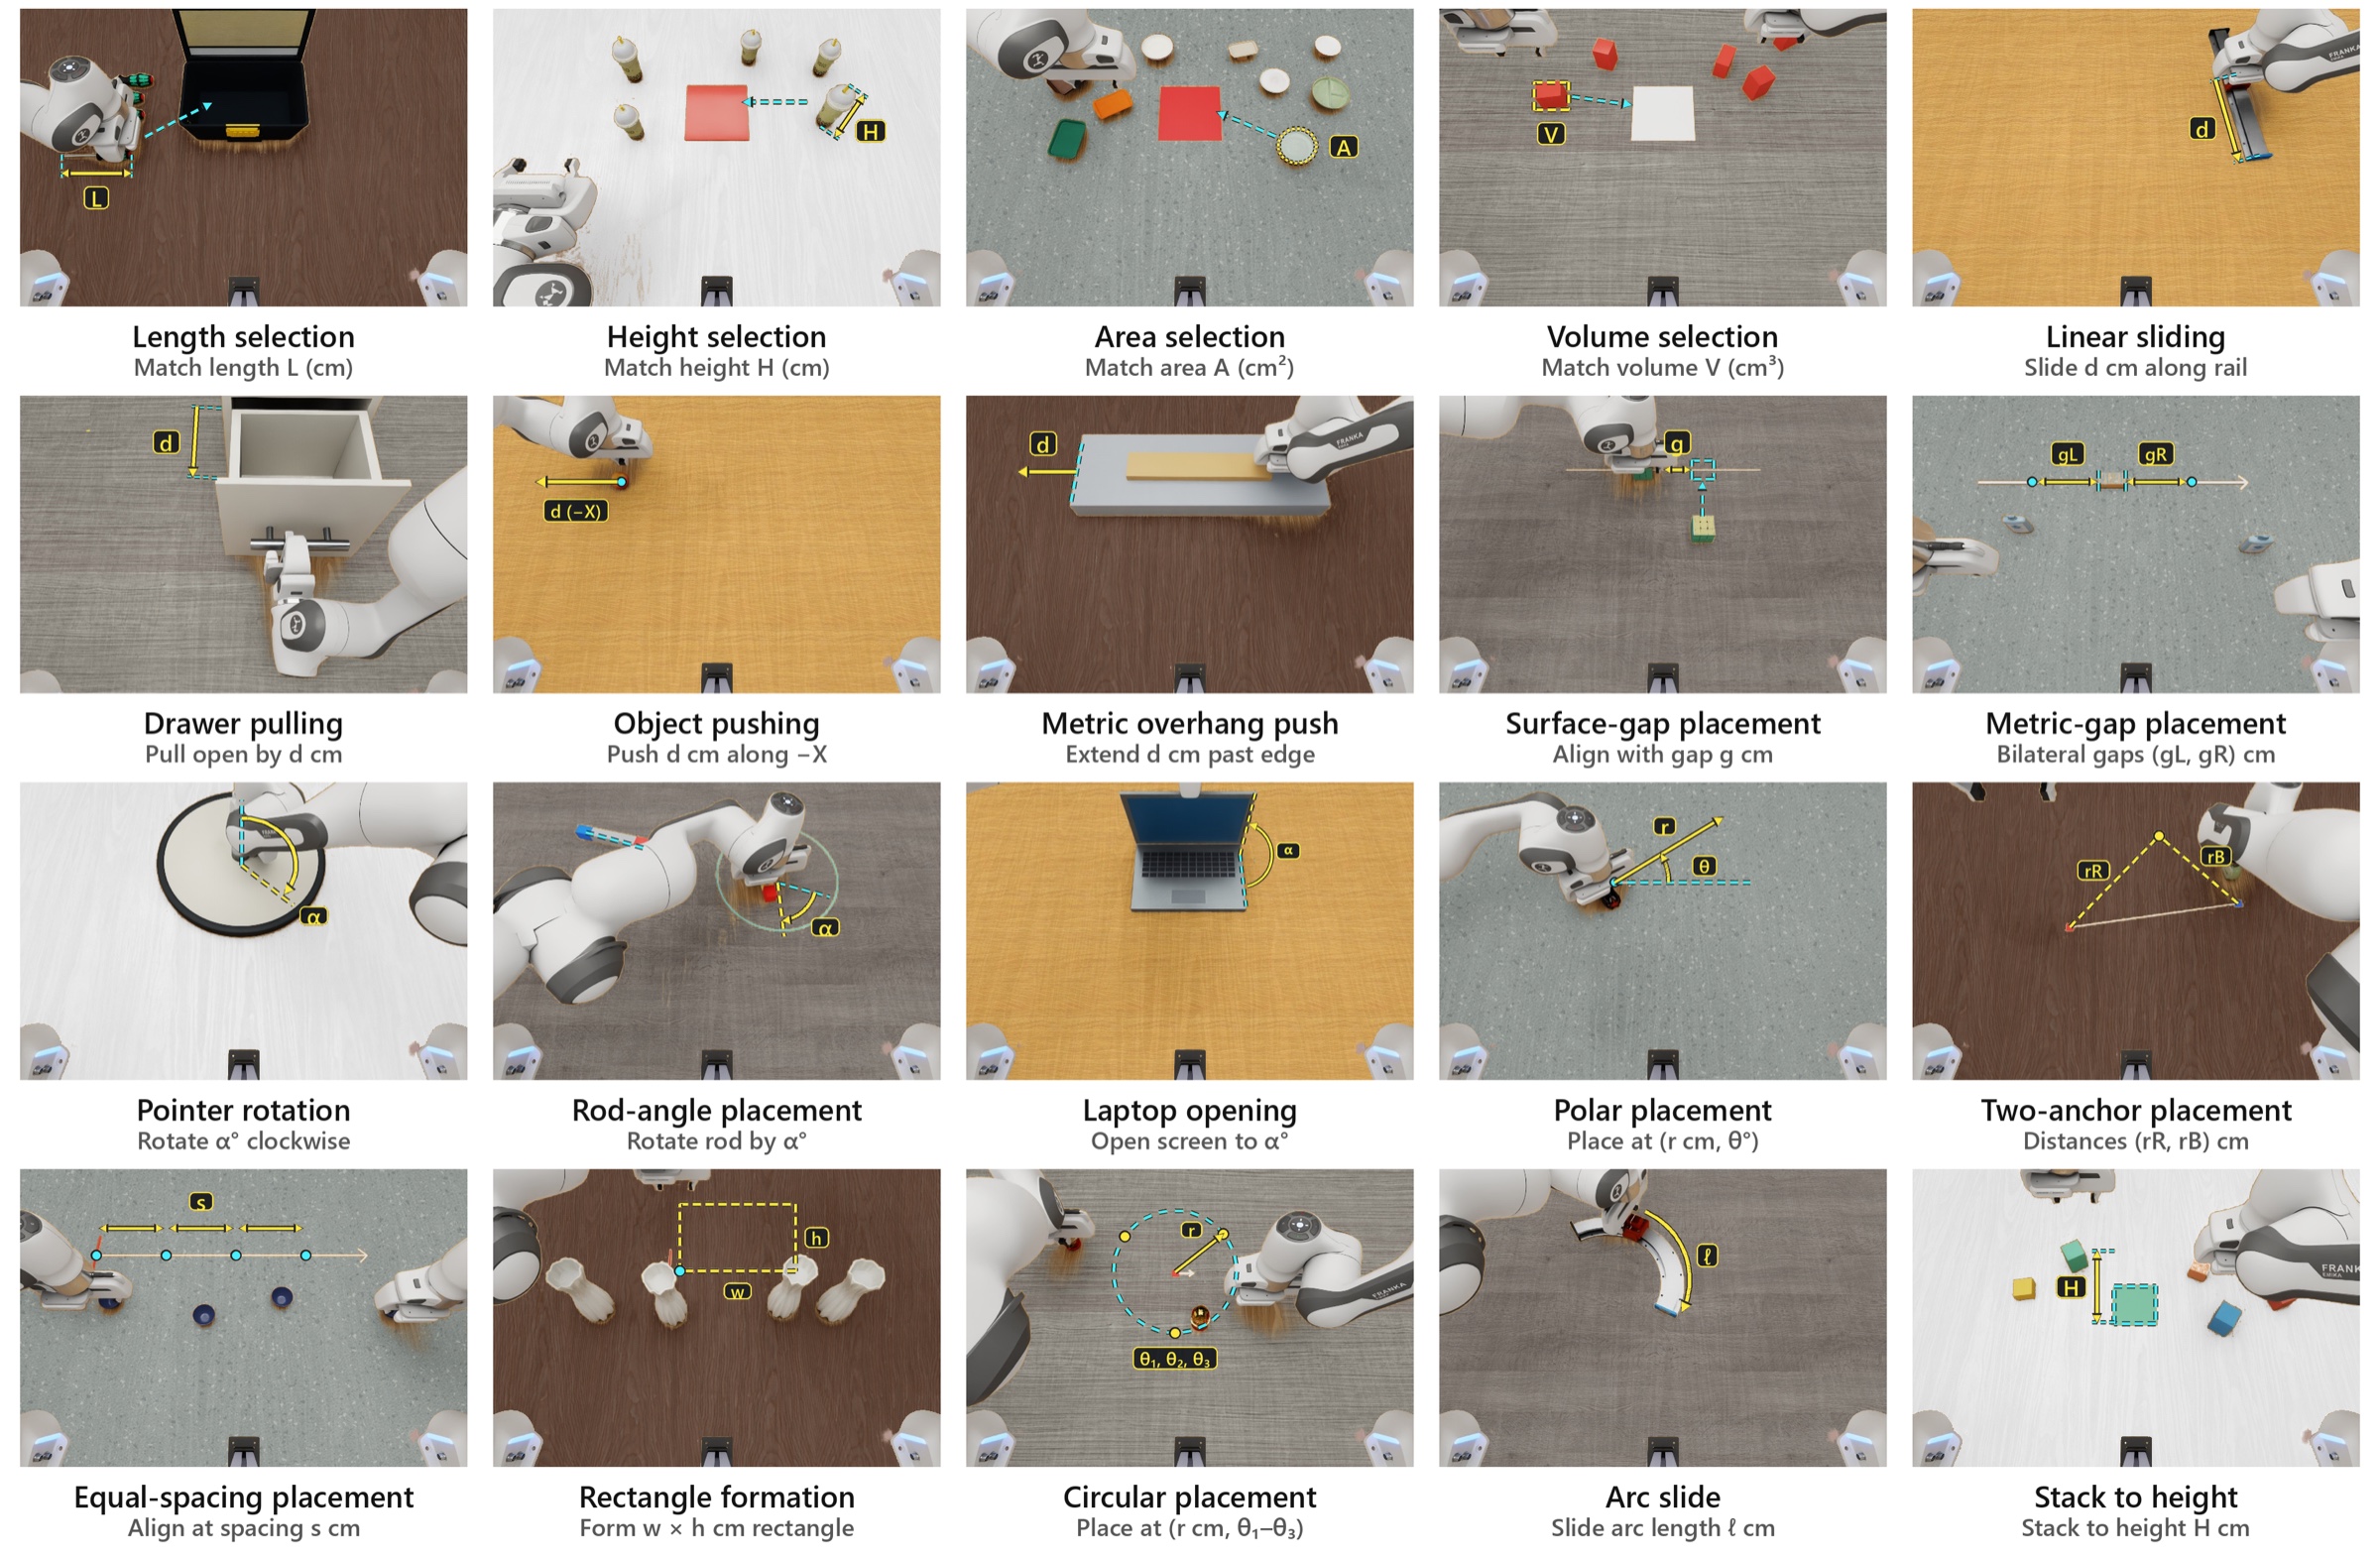 L
H
A
V
FRANKA
d
Length selection
Match length L (cm)
Height selection
Match height H (cm)
Area selection
Match area A (cm²)
Volume selection
Match volume V (cm³)
Linear sliding
Slide d cm along rail
d
d (−X)
d
FRANKA
g
gL
gR
Drawer pulling
Pull open by d cm
Object pushing
Push d cm along −X
Metric overhang push
Extend d cm past edge
Surface-gap placement
Align with gap g cm
Metric-gap placement
Bilateral gaps (gL, gR) cm
α
α
α
r
θ
rR
rB
Pointer rotation
Rotate α° clockwise
Rod-angle placement
Rotate rod by α°
Laptop opening
Open screen to α°
Polar placement
Place at (r cm, θ°)
Two-anchor placement
Distances (rR, rB) cm
s
h
w
r
θ₁, θ₂, θ₃
FRANKA
ℓ
H
FRANKA
Equal-spacing placement
Align at spacing s cm
Rectangle formation
Form w × h cm rectangle
Circular placement
Place at (r cm, θ₁–θ₃)
Arc slide
Slide arc length ℓ cm
Stack to height
Stack to height H cm